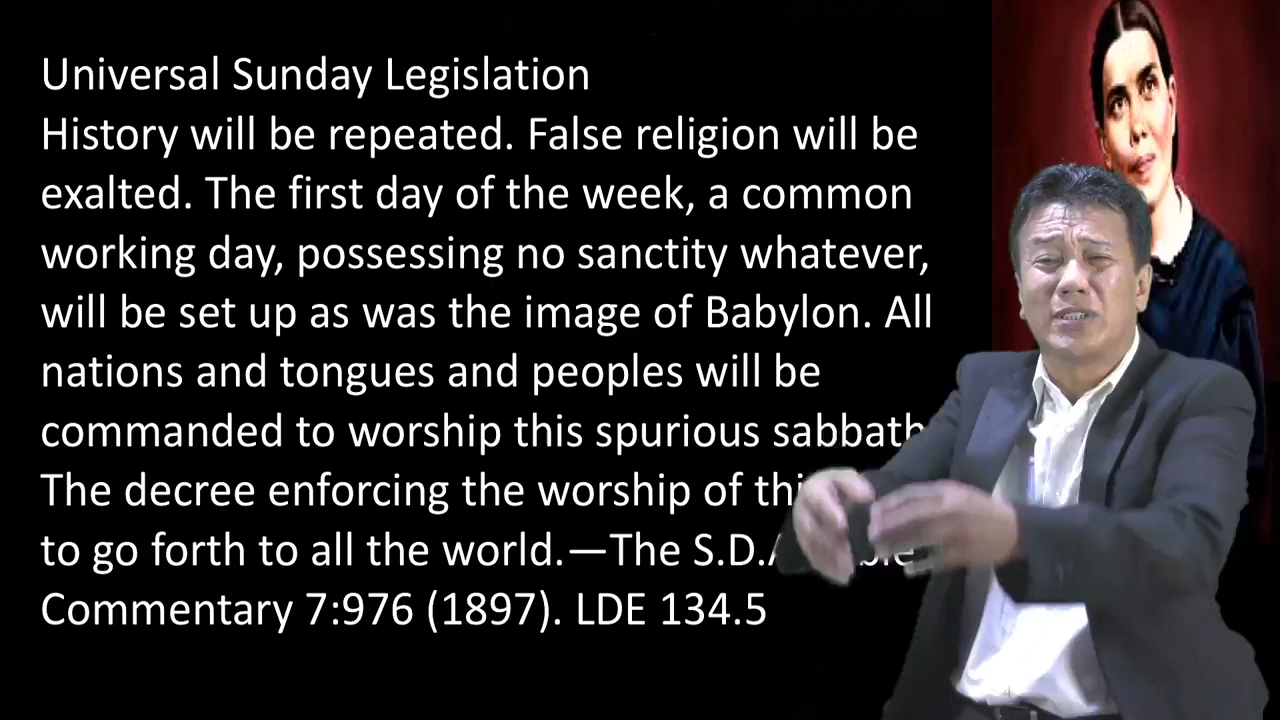 Universal Sunday Legislation
History will be repeated. False religion will be
exalted. The first day of the week, a common
working day, possessing no sanctity whatever,
will be set up as was the image of Babylon. All
nations and tongues and peoples will be
commanded to worship this spurious sabbath
The decree enforcing the worship of
to go forth to all the world.—The S.D.
Commentary 7:976 (1897). LDE 134.5